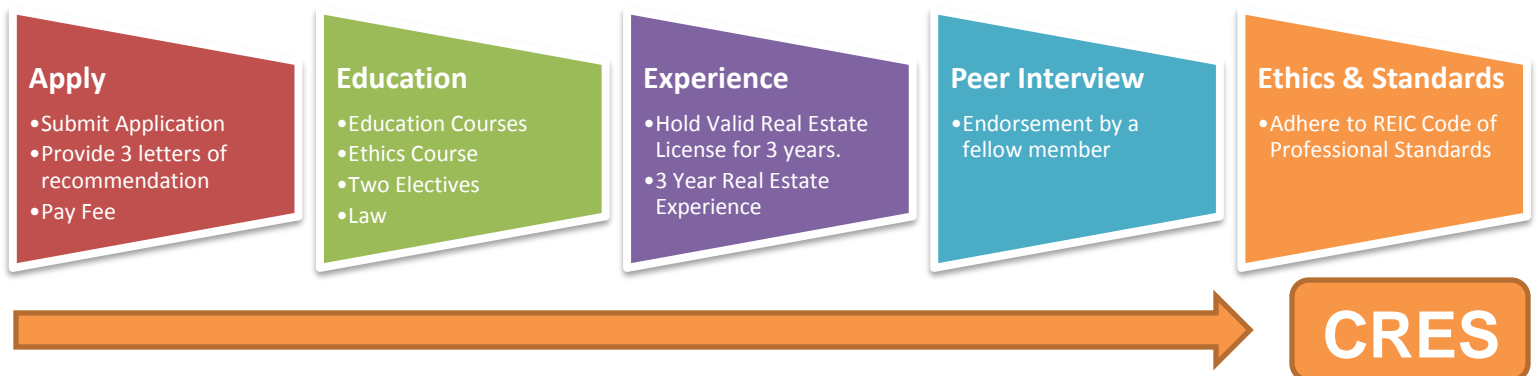 Apply
•Submit Application
•Provide 3 letters of
recommendation
•Pay Fee
Education
•Education Courses
•Ethics Course
•Two Electives
•Law
Experience
•Hold Valid Real Estate
License for 3 years.
•3 Year Real Estate
Experience
Peer Interview
•Endorsement by a
fellow member
Ethics & Standards
•Adhere to REIC Code of
Professional Standards
CRES